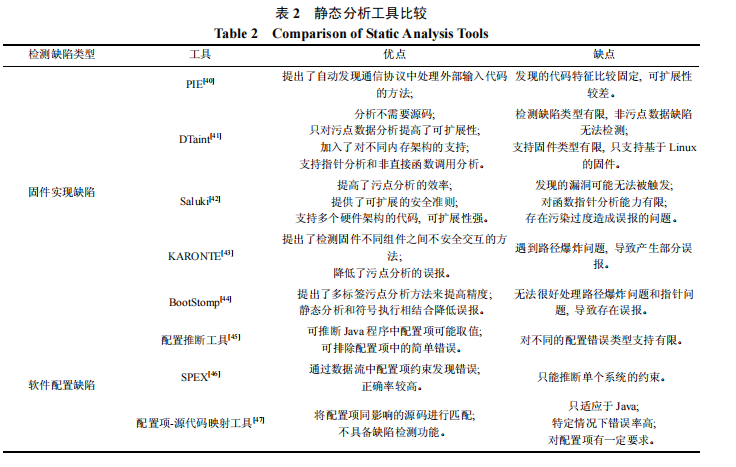 表 2 静态分析工具比较
Table 2 Comparison of Static Analysis Tools
检测缺陷类型 工具 优点 缺点
固件实现缺陷
PIE[40]
提出了自动发现通信协议中处理外部输入代码
的方法;
发现的代码特征比较固定, 可扩展性
较差。
DTaint[41]
分析不需要源码;
只对污点数据分析提高了可扩展性;
加入了对不同内存架构的支持;
支持指针分析和非直接函数调用分析。
检测缺陷类型有限, 非污点数据缺陷
无法检测;
支持固件类型有限, 只支持基于 Linux
的固件。
Saluki[42]
提高了污点分析的效率;
提供了可扩展的安全准则;
支持多个硬件架构的代码, 可扩展性强。
发现的漏洞可能无法被触发;
对函数指针分析能力有限;
存在污染过度造成误报的问题。
KARONTE[43]
提出了检测固件不同组件之间不安全交互的方
法;
降低了污点分析的误报。
遇到路径爆炸问题, 导致产生部分误
报。
BootStomp[44]
提出了多标签污点分析方法来提高精度;
静态分析和符号执行相结合降低误报。
无法很好处理路径爆炸问题和指针问
题, 导致存在误报。
软件配置缺陷
配置推断工具[45]
可推断 Java 程序中配置项可能取值;
可排除配置项中的简单错误。
对不同的配置错误类型支持有限。
SPEX[46]
通过数据流中配置项约束发现错误;
正确率较高。
只能推断单个系统的约束。
配置项-源代码映射工具[47]
将配置项同影响的源码进行匹配;
不具备缺陷检测功能。
只适应于 Java;
特定情况下错误率高;
对配置项有一定要求。